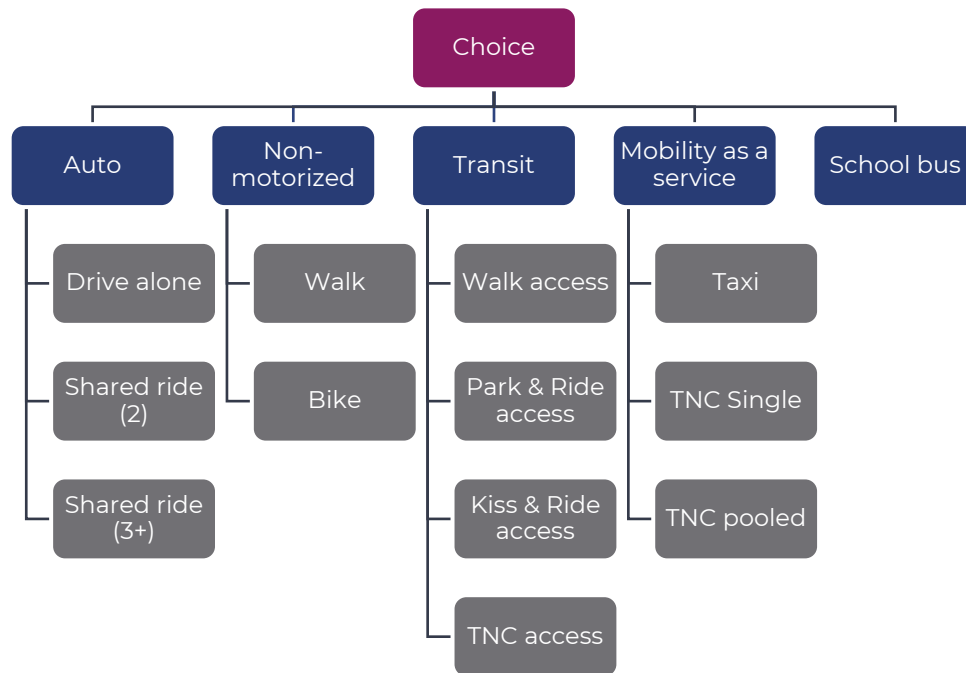 Choice
Auto
Non-
motorized
Transit
Mobility as a
service
School bus
Drive alone
Shared ride
(2)
Shared ride
(3+)
Walk
Bike
Walk access
Park & Ride
access
Kiss & Ride
access
TNC access
Taxi
TNC Single
TNC pooled